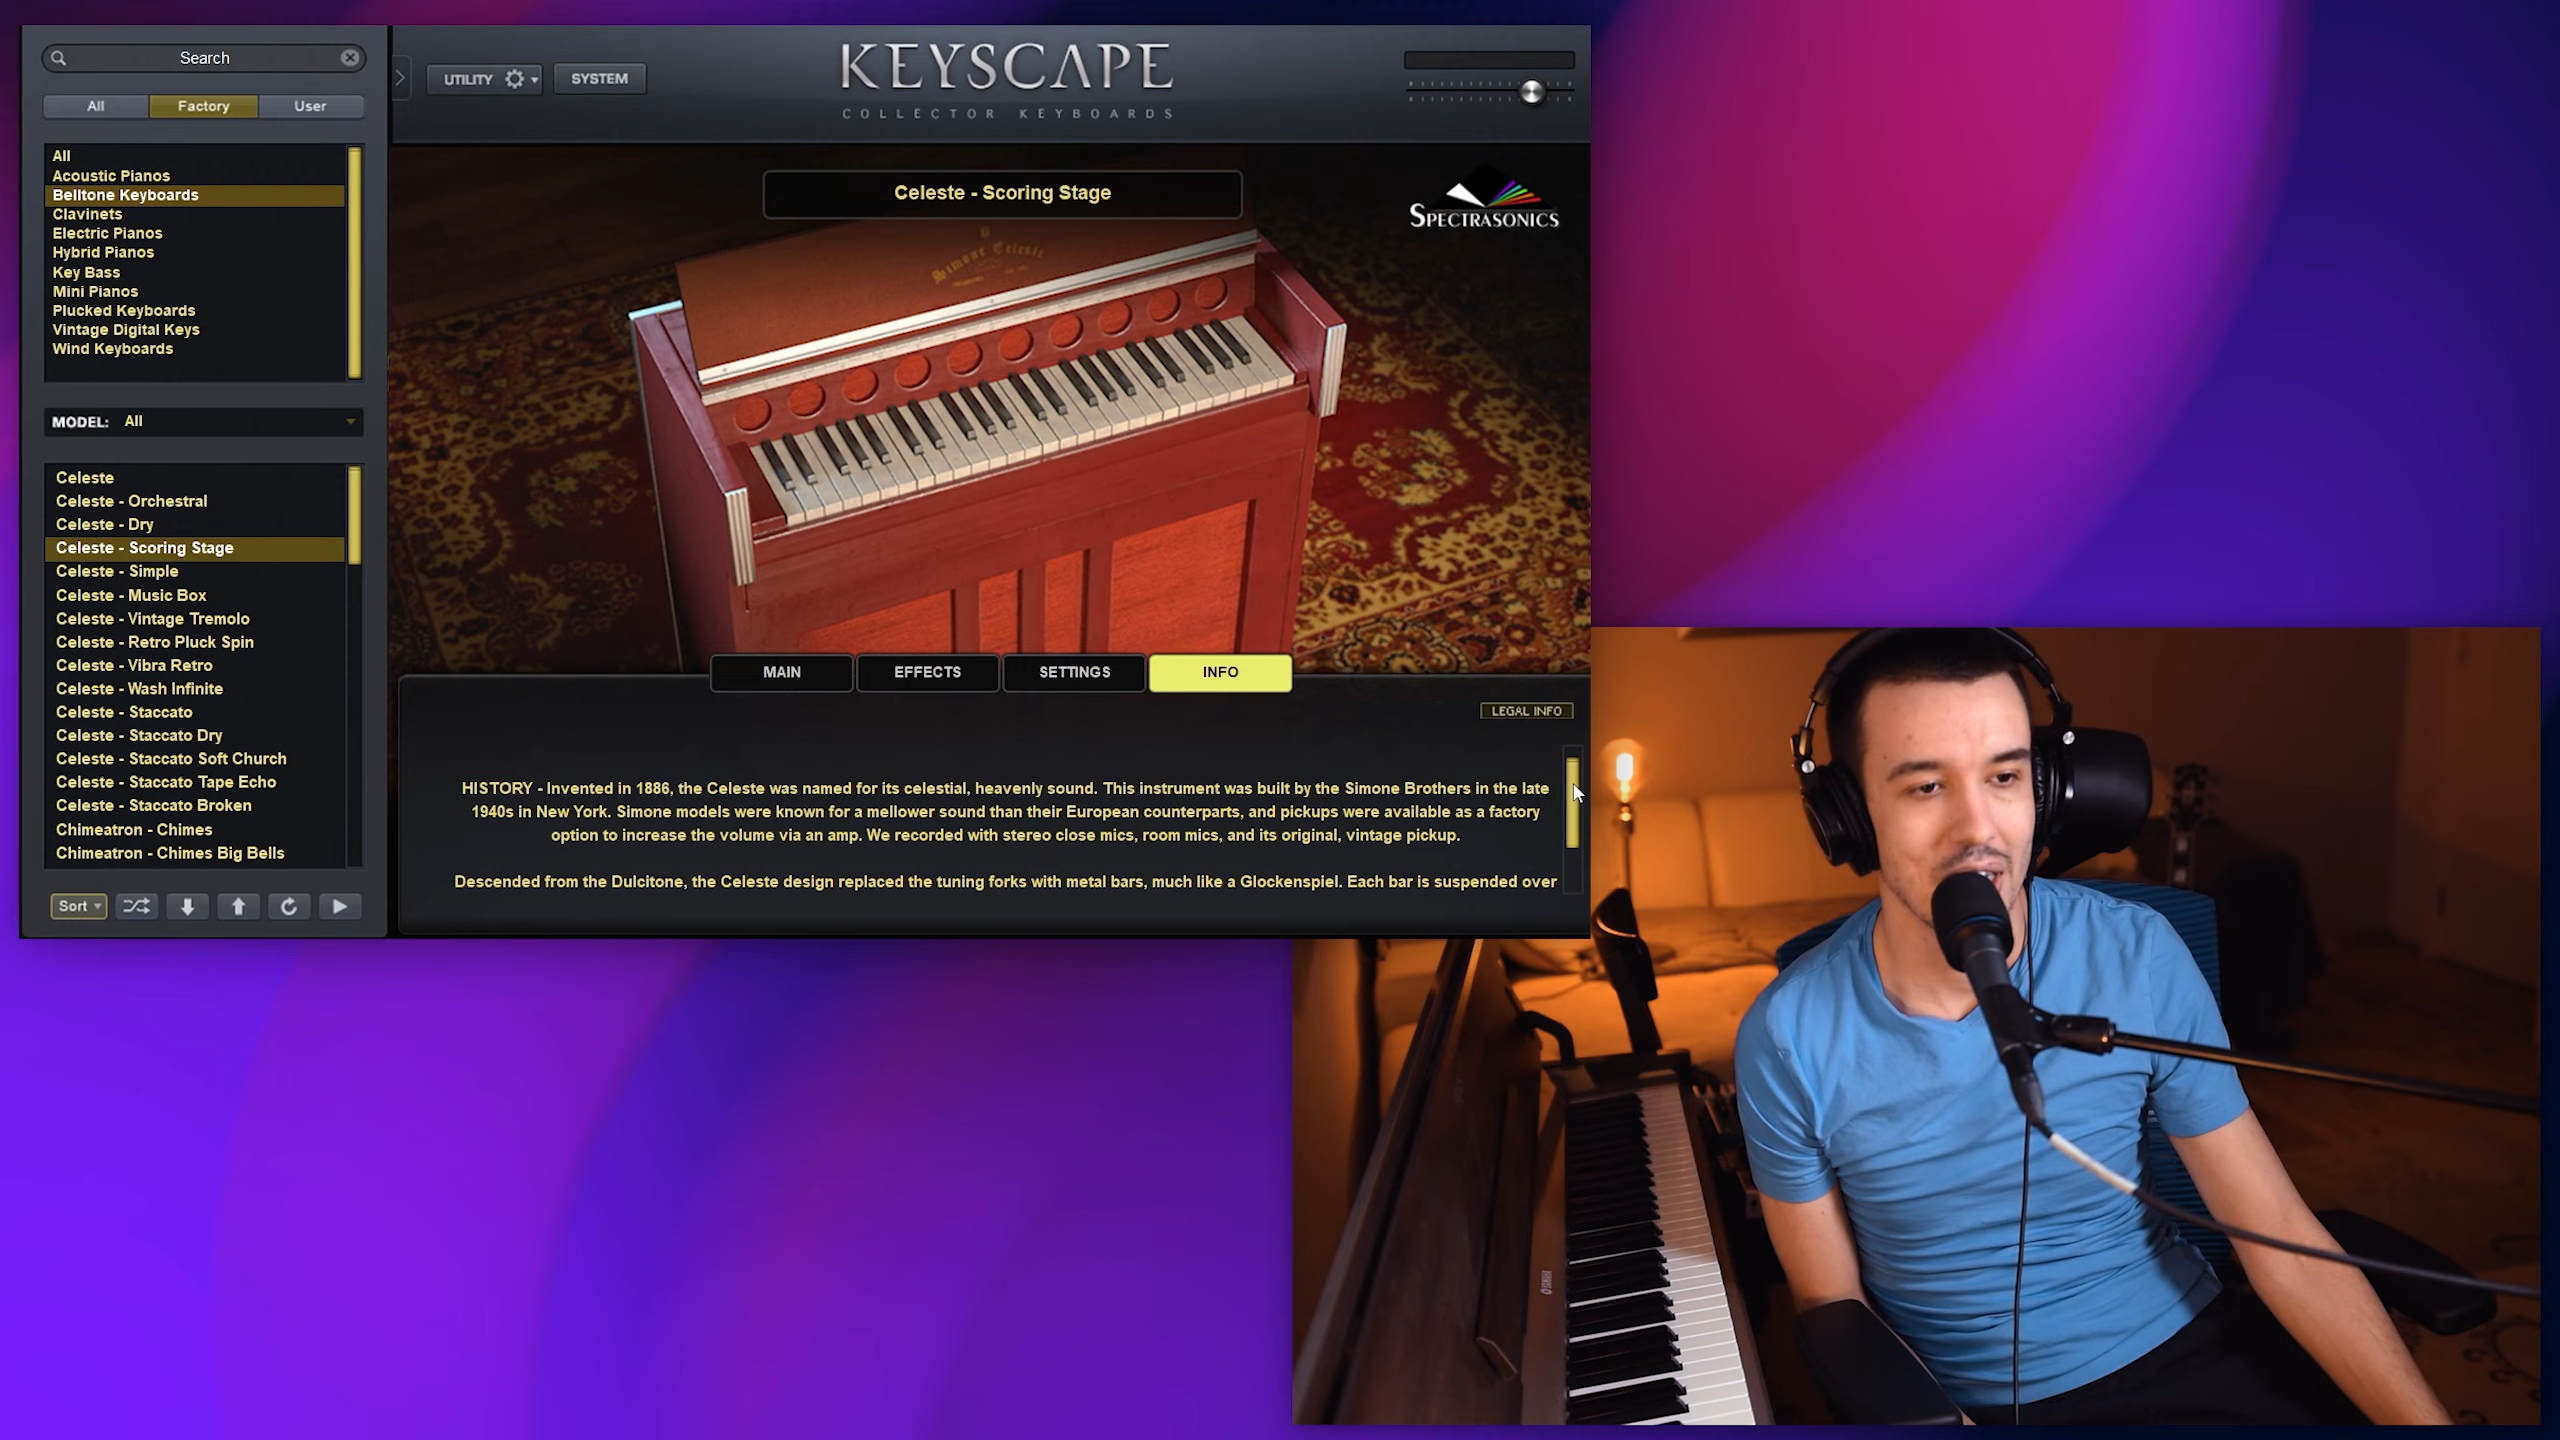 Search
All
Factory
User
All
Acoustic Pianos
Belltone Keyboards
Clavinets
Electric Pianos
Hybrid Pianos
Key Bass
Mini Pianos
Plucked Keyboards
Vintage Digital Keys
Wind Keyboards
MODEL: All
Celeste
Celeste - Orchestral
Celeste - Dry
Celeste - Scoring Stage
Celeste - Simple
Celeste - Music Box
Celeste - Vintage Tremolo
Celeste - Retro Pluck Spin
Celeste - Vibra Retro
Celeste - Wash Infinite
Celeste - Staccato
Celeste - Staccato Dry
Celeste - Staccato Soft Church
Celeste - Staccato Tape Echo
Celeste - Staccato Broken
Chimeatron - Chimes
Chimeatron - Chimes Big Bells
Sort
UTILITY
SYSTEM
KEYSCAPE
COLLECTOR KEYBOARDS
Celeste - Scoring Stage
SPECTRASONICS
Simone Celeste
MAIN
EFFECTS
SETTINGS
INFO
LEGAL INFO
HISTORY - Invented in 1886, the Celeste was named for its celestial, heavenly sound. This instrument was built by the Simone Brothers in the late
1940s in New York. Simone models were known for a mellower sound than their European counterparts, and pickups were available as a factory
option to increase the volume via an amp. We recorded with stereo close mics, room mics, and its original, vintage pickup.
Descended from the Dulcitone, the Celeste design replaced the tuning forks with metal bars, much like a Glockenspiel. Each bar is suspended over
YAMAHA